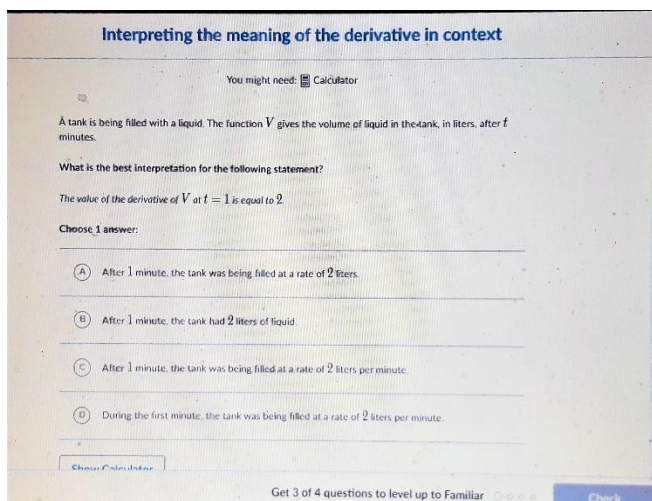 Interpreting the meaning of the derivative in context
You might need: Calculator
A tank is being filled with a liquid. The function V gives the volume of liquid in the tank, in liters, after t
minutes.
What is the best interpretation for the following statement?
The value of the derivative of V at t = 1 is equal to 2
Choose 1 answer:
A After 1 minute, the tank was being filled at a rate of 2 liters.
B After 1 minute, the tank had 2 liters of liquid.
C After 1 minute, the tank was being filled at a rate of 2 liters per minute
D During the first minute, the tank was being filled at a rate of 2 liters per minute.
Show Calculator
Get 3 of 4 questions to level up to Familiar
Check